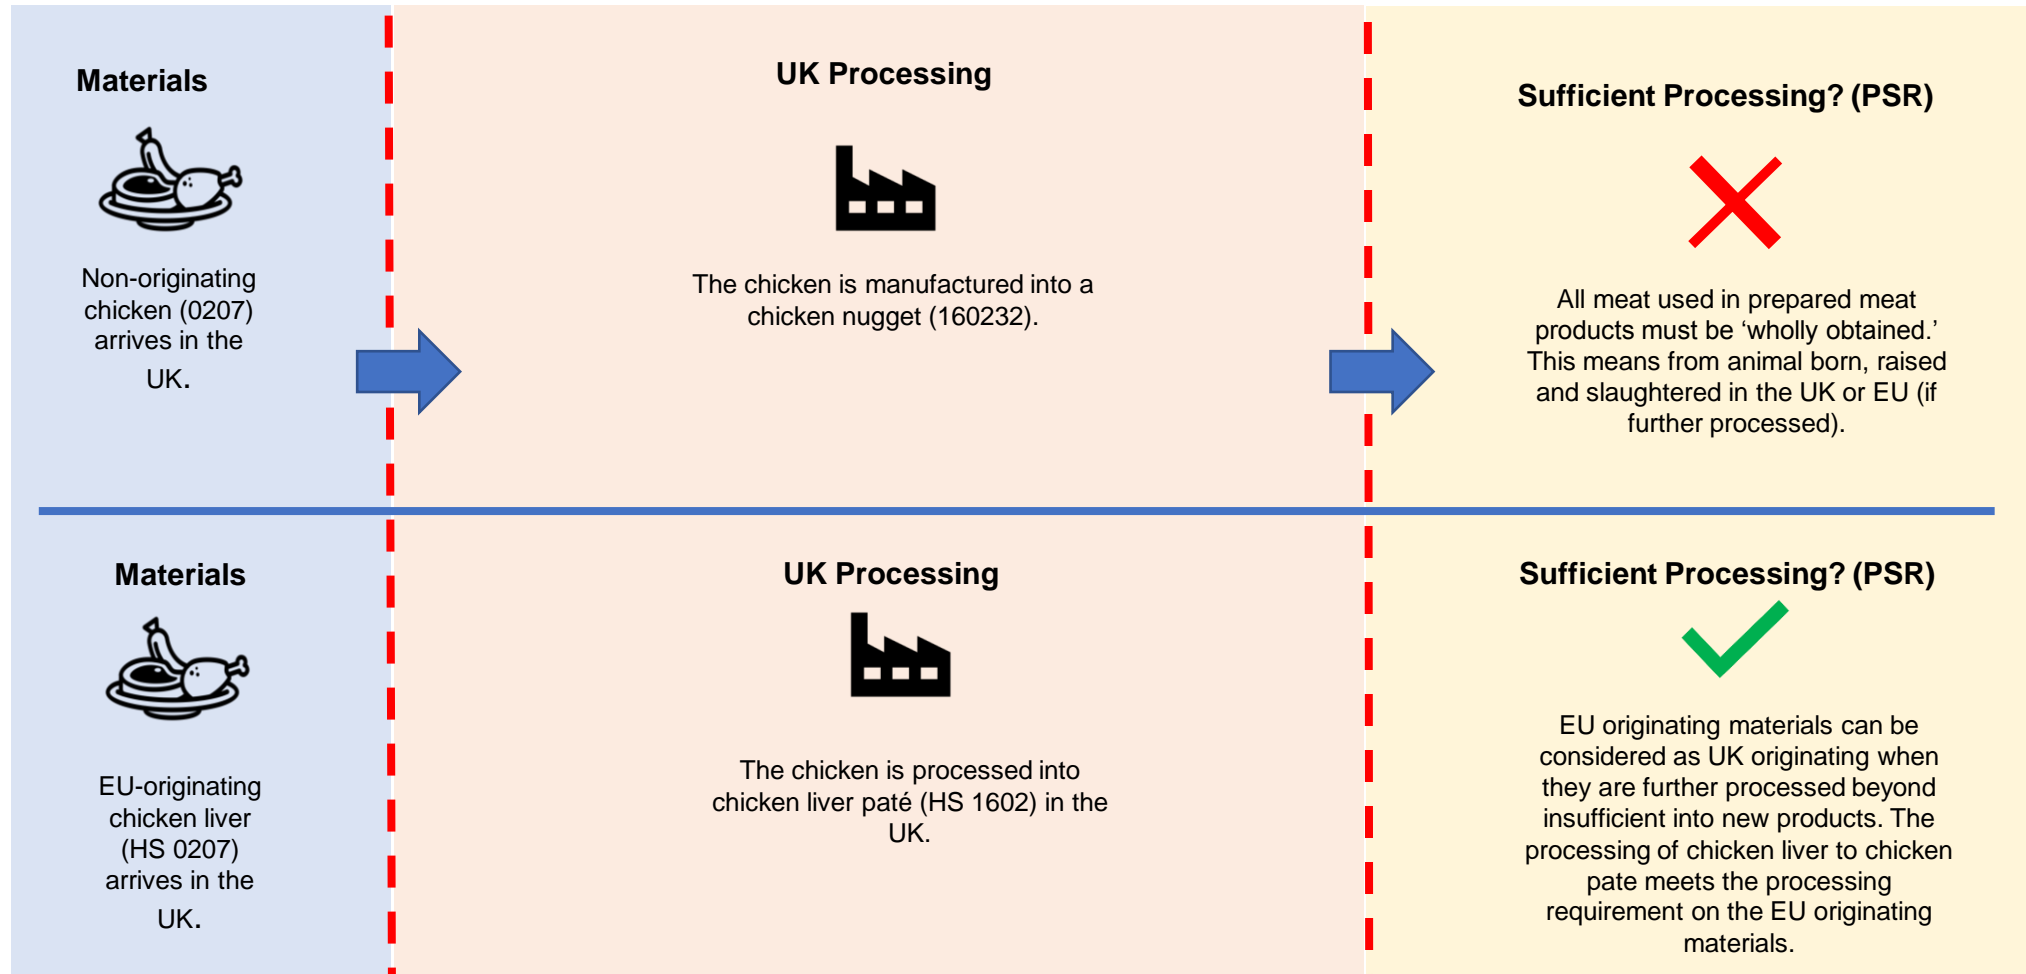 Materials
Non-originating
chicken (0207)
arrives in the
UK.
UK Processing
The chicken is manufactured into a
chicken nugget (160232).
Sufficient Processing? (PSR)
All meat used in prepared meat
products must be ‘wholly obtained.’
This means from animal born, raised
and slaughtered in the UK or EU (if
further processed).
Materials
EU-originating
chicken liver
(HS 0207)
arrives in the
UK.
UK Processing
The chicken is processed into
chicken liver paté (HS 1602) in the
UK.
Sufficient Processing? (PSR)
EU originating materials can be
considered as UK originating when
they are further processed beyond
insufficient into new products. The
processing of chicken liver to chicken
pate meets the processing
requirement on the EU originating
materials.